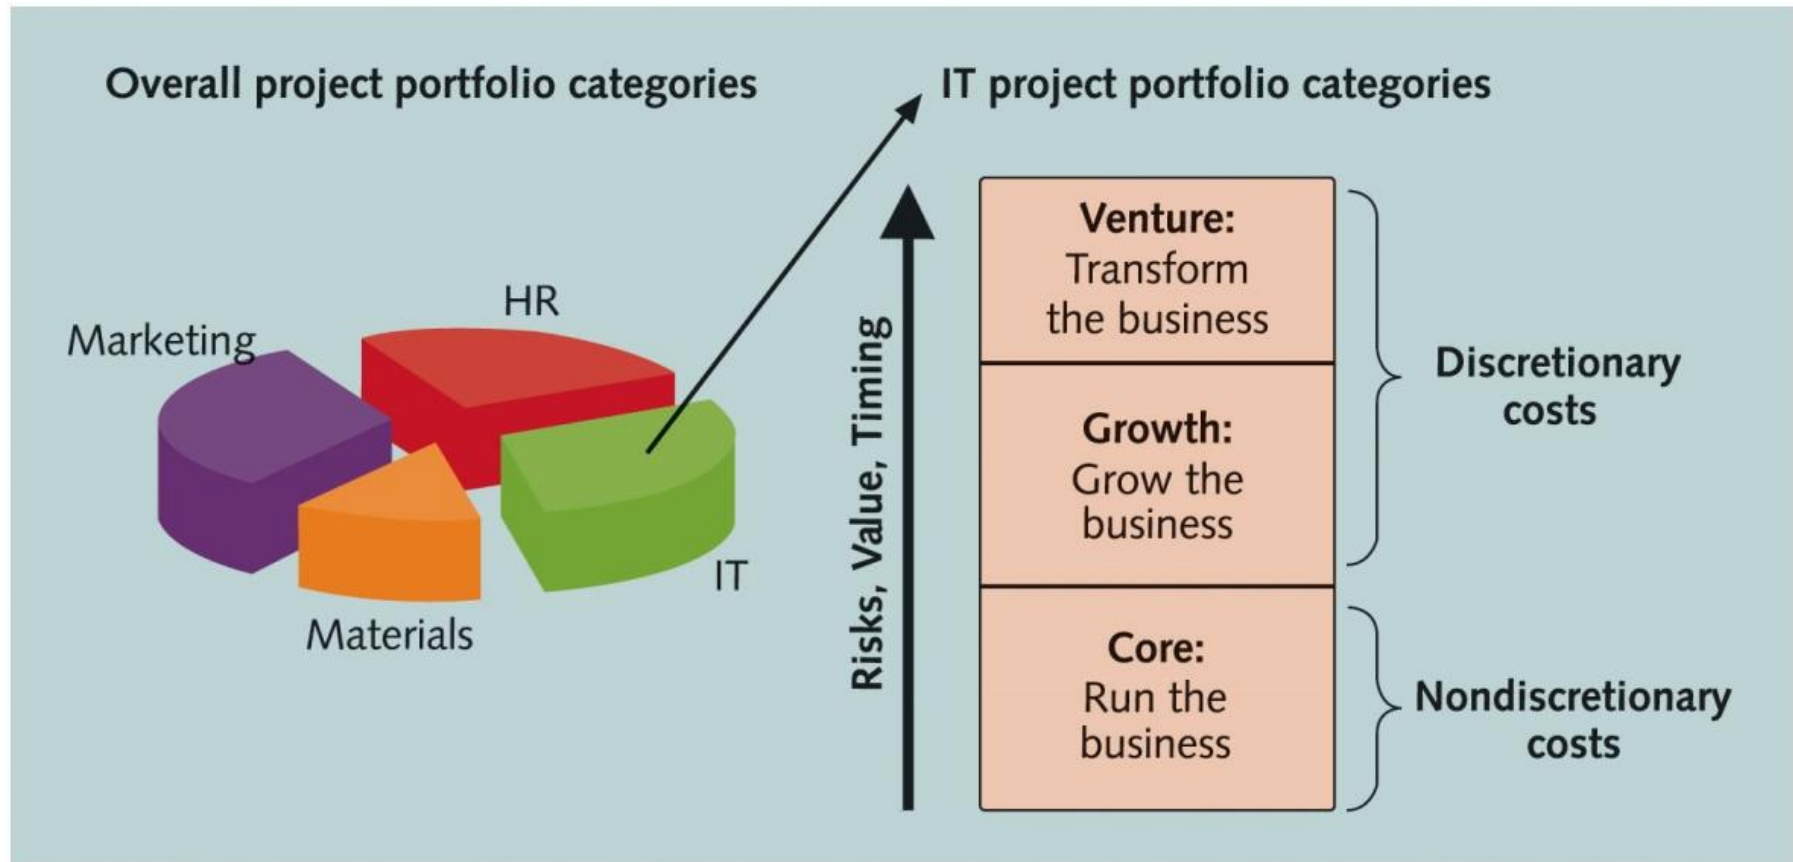 Overall project portfolio categories
IT project portfolio categories
Marketing
HR
IT
Materials
Risks, Value, Timing
Venture:
Transform
the business
Growth:
Grow the
business
Core:
Run the
business
Discretionary
costs
Nondiscretionary
costs